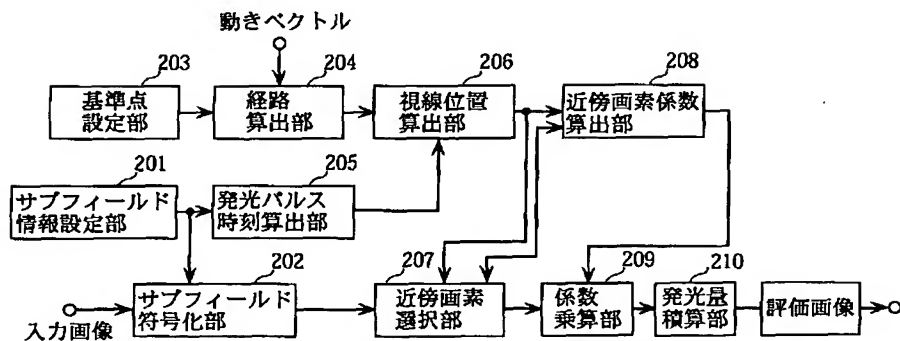 動きベクトル
203
204
206
208
基準点
設定部
経路
算出部
視線位置
算出部
近傍画素係数
算出部
201
205
サブフィールド
情報設定部
発光パルス
時刻算出部
202
207
209
210
サブフィールド
符号化部
近傍画素
選択部
係数
乗算部
発光量
積算部
評価画像
入力画像